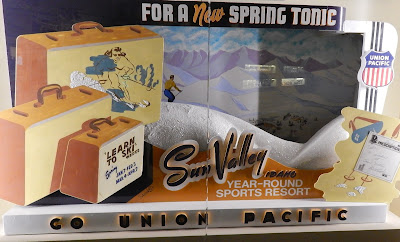 FOR A New SPRING TONIC
UNION
PACIFIC
"LEARN
TO SKI"
Sun Valley
IDAHO
YEAR-ROUND
SPORTS RESORT
GO UNION PACIFIC